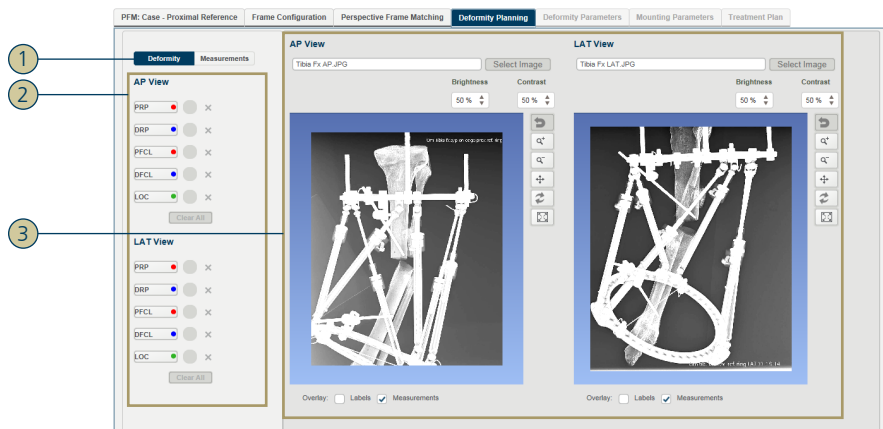 PFM: Case - Proximal Reference Frame Configuration Perspective Frame Matching Deformity Planning Deformity Parameters Mounting Parameters Treatment Plan
1
2
3
Deformity Measurements
AP View
PRP
DRP
PFCL
DFCL
LOC
Clear All
LAT View
PRP
DRP
PFCL
DFCL
LOC
Clear All
AP View
Tibia Fx AP.JPG Select Image
Brightness Contrast
50 % 50 %
Overlay: Labels Measurements
LAT View
Tibia Fx LAT.JPG Select Image
Brightness Contrast
50 % 50 %
Overlay: Labels Measurements